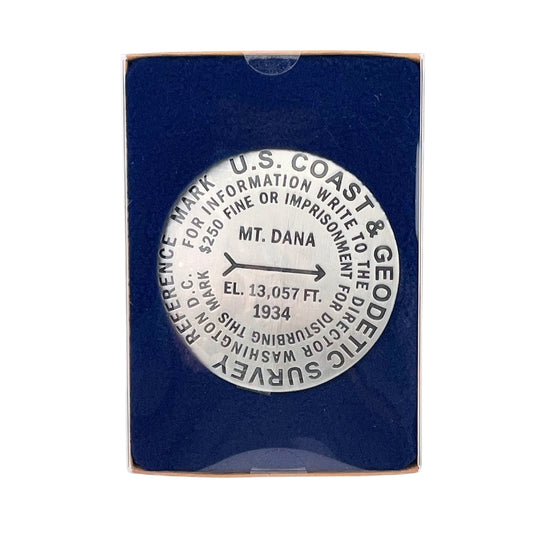 U.S. COAST & GEODETIC SURVEY REFERENCE MARK
FOR INFORMATION WRITE TO THE DIRECTOR WASHINGTON D.C.
$250 FINE OR IMPRISONMENT FOR DISTURBING THIS MARK
MT. DANA
EL. 13,057 FT.
1934